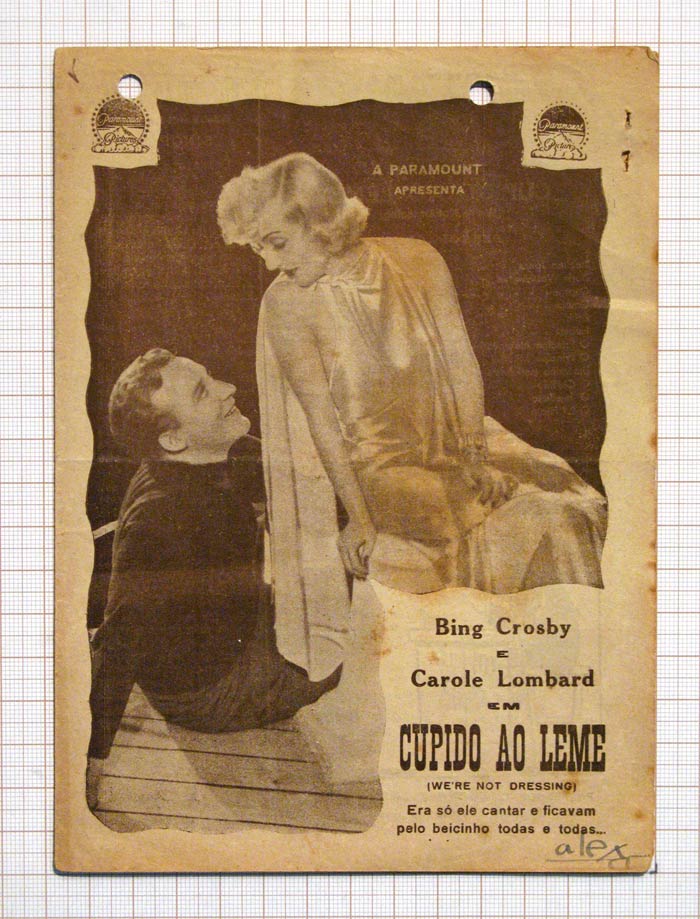 Paramount
Pictures
Paramount
Pictures
A PARAMOUNT
APRESENTA
Bing Crosby
E
Carole Lombard
EM
CUPIDO AO LEME
(WE'RE NOT DRESSING)
Era só ele cantar e ficavam
pelo beicinho todas e todas...
alex